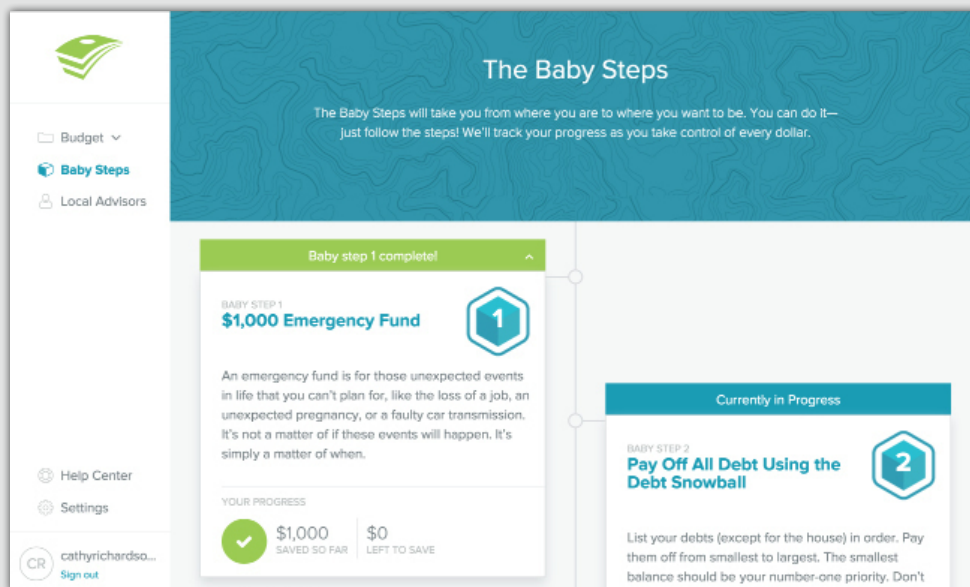 The Baby Steps
The Baby Steps will take you from where you are to where you want to be. You can do it—
just follow the steps! We'll track your progress as you take control of every dollar.
Budget
Baby Steps
Local Advisors
Help Center
Settings
CR
cathyrichardso...
Sign out
Baby step 1 complete!
BABY STEP 1
$1,000 Emergency Fund
1
An emergency fund is for those unexpected events
in life that you can't plan for, like the loss of a job, an
unexpected pregnancy, or a faulty car transmission.
It's not a matter of if these events will happen. It's
simply a matter of when.
YOUR PROGRESS
$1,000
SAVED SO FAR
$0
LEFT TO SAVE
Currently in Progress
BABY STEP 2
Pay Off All Debt Using the
Debt Snowball
2
List your debts (except for the house) in order. Pay
them off from smallest to largest. The smallest
balance should be your number-one priority. Don't